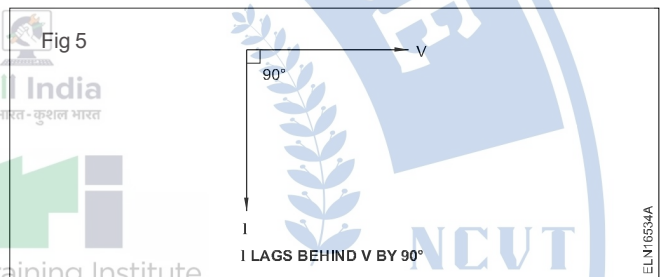 Fig 5
V
90°
ll India
रत-कुशल भारत
I
I LAGS BEHIND V BY 90°
NCVT
aining Institute
ELN16534A